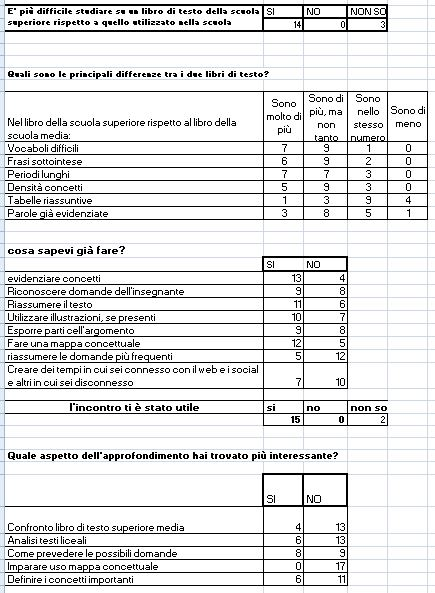 E' più difficile studiare su un libro di testo della scuola SI NO NON SO
superiore rispetto a quello utilizzato nella scuola 14 0 3
Quali sono le principali differenze tra i due libri di testo?
Nel libro della scuola superiore rispetto al libro della scuola media: Sono molto di più Sono di più, ma non tanto Sono nello stesso numero Sono di meno
Vocaboli difficili 7 9 1 0
Frasi sottointese 6 9 2 0
Periodi lunghi 7 7 3 0
Densità concetti 5 9 3 0
Tabelle riassuntive 1 3 9 4
Parole già evidenziate 3 8 5 1
cosa sapevi già fare?
SI NO
evidenziare concetti 13 4
Riconoscere domande dell'insegnante 9 8
Riassumere il testo 11 6
Utilizzare illustrazioni, se presenti 10 7
Esporre parti dell'argomento 9 8
Fare una mappa concettuale 12 5
riassumere le domande più frequenti 5 12
Creare dei tempi in cui sei connesso con il web e i social
e altri in cui sei disconnesso 7 10
l'incontro ti è stato utile si no non so
15 0 2
Quale aspetto dell'approfondimento hai trovato più interessante?
SI NO
Confronto libro di testo superiore media 4 13
Analisi testi liceali 6 13
Come prevedere le possibili domande 8 9
Imparare uso mappa concettuale 0 17
Definire i concetti importanti 6 11